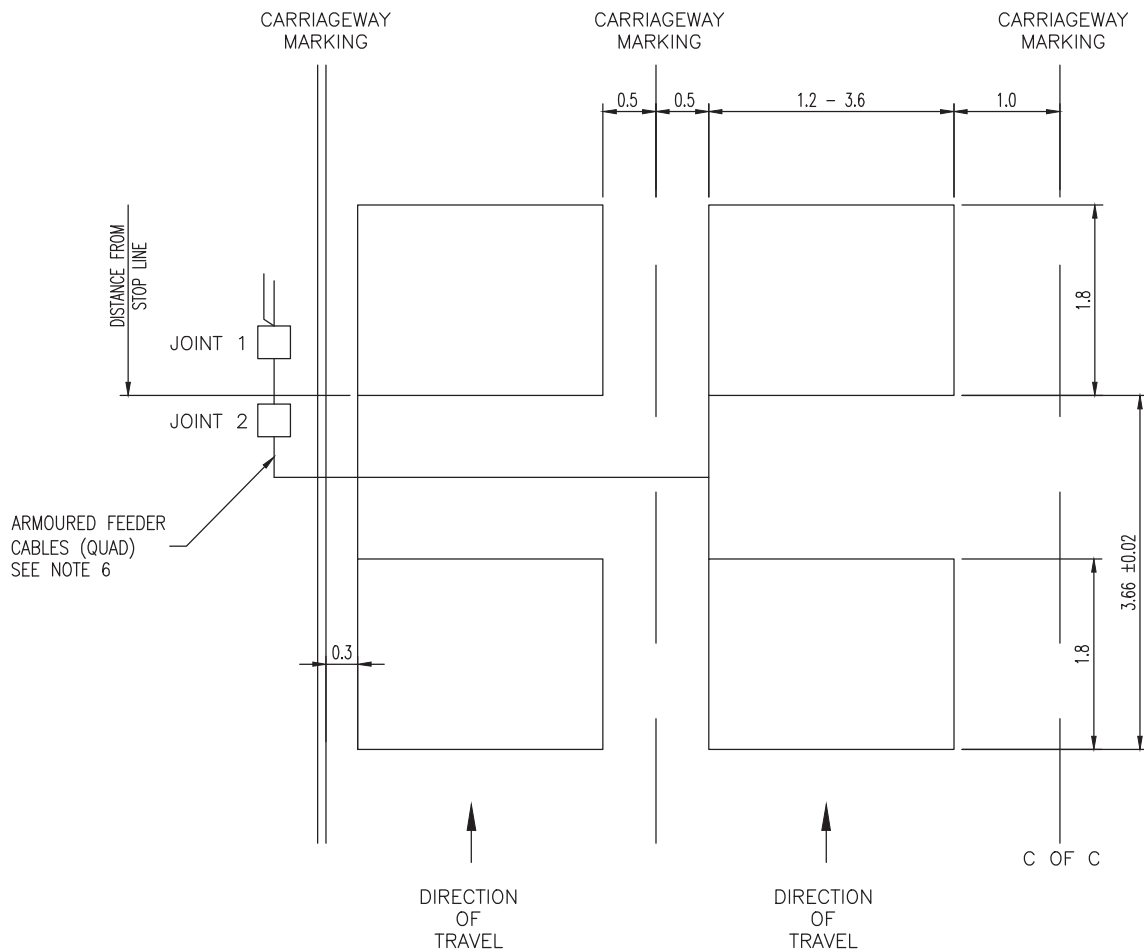 CARRIAGEWAY
MARKING
CARRIAGEWAY
MARKING
CARRIAGEWAY
MARKING
0.5
0.5
1.2 - 3.6
1.0
DISTANCE FROM
STOP LINE
1.8
JOINT 1
JOINT 2
ARMOURED FEEDER
CABLES (QUAD)
SEE NOTE 6
3.66 ±0.02
1.8
0.3
C OF C
DIRECTION
OF
TRAVEL
DIRECTION
OF
TRAVEL